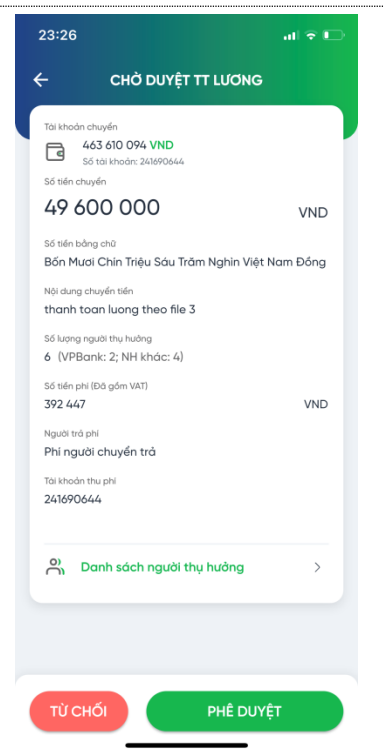 23:26
CHỜ DUYỆT TT LƯƠNG
Tài khoản chuyển
463 610 094 VND
Số tài khoản: 241690644
Số tiền chuyển
49 600 000 VND
Số tiền bằng chữ
Bốn Mươi Chín Triệu Sáu Trăm Nghìn Việt Nam Đồng
Nội dung chuyển tiền
thanh toan luong theo file 3
Số lượng người thụ hưởng
6 (VPBank: 2; NH khác: 4)
Số tiền phí (Đã gồm VAT)
392 447 VND
Người trả phí
Phí người chuyển trả
Tài khoản thu phí
241690644
Danh sách người thụ hưởng
TỪ CHỐI PHÊ DUYỆT